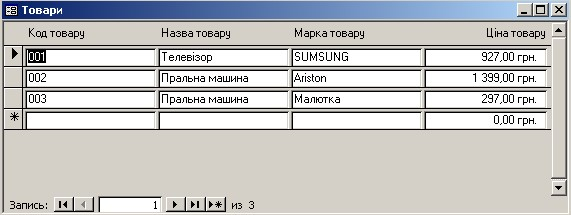 Товари
Код товару Назва товару Марка товару Ціна товару
001 Телевізор SUMSUNG 927,00 грн.
002 Пральна машина Ariston 1 399,00 грн.
003 Пральна машина Малютка 297,00 грн.
0,00 грн.
Запись: 1 из 3